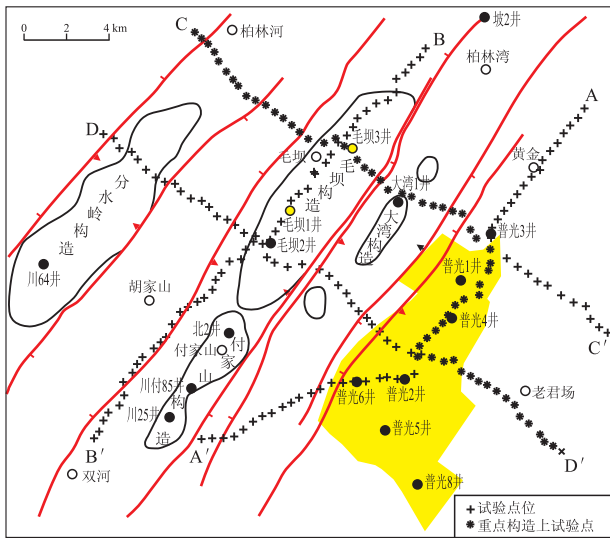 0 2 4 km
C
柏林河
坡2井
B
柏林湾
A
D
毛坝3井
毛坝
黄金
分水岭构造
毛坝构造
大湾1井
毛坝1井
大湾构造
普光3井
毛坝2井
川64井
普光1井
胡家山
普光4井
北2井
付家山
付家山构造
C′
川付85井
普光6井
普光2井
老君场
川25井
普光5井
B′
A′
D′
双河
普光8井
试验点位
重点构造上试验点